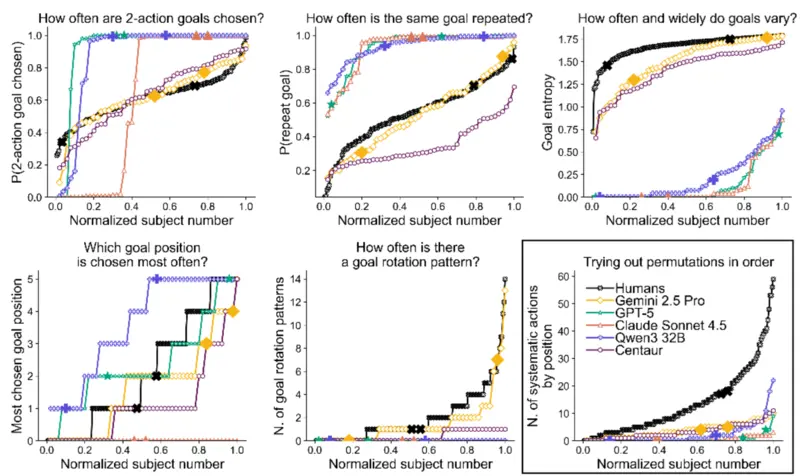 How often are 2-action goals chosen?
P(2-action goal chosen)
1.0
0.8
0.6
0.4
0.2
0.0
0.0 0.2 0.4 0.6 0.8 1.0
Normalized subject number
How often is the same goal repeated?
P(repeat goal)
1.0
0.8
0.6
0.4
0.2
0.0 0.2 0.4 0.6 0.8 1.0
Normalized subject number
How often and widely do goals vary?
Goal entropy
1.75
1.50
1.25
1.00
0.75
0.50
0.25
0.00
0.0 0.2 0.4 0.6 0.8 1.0
Normalized subject number
Which goal position
is chosen most often?
Most chosen goal position
5
4
3
2
1
0
0.0 0.2 0.4 0.6 0.8 1.0
Normalized subject number
How often is there
a goal rotation pattern?
N. of goal rotation patterns
14
12
10
8
6
4
2
0
0.0 0.2 0.4 0.6 0.8 1.0
Normalized subject number
Trying out permutations in order
N. of systematic actions
by position
60
50
40
30
20
10
0
Humans
Gemini 2.5 Pro
GPT-5
Claude Sonnet 4.5
Qwen3 32B
Centaur
0.0 0.2 0.4 0.6 0.8 1.0
Normalized subject number